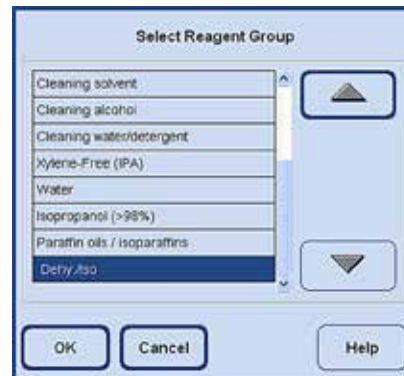 Select Reagent Group
Cleaning solvent
Cleaning alcohol
Cleaning water/detergent
Xylene-Free (IPA)
Water
Isopropanol (>98%)
Paraffin oils / isoparaffins
Dehy./Iso
OK
Cancel
Help